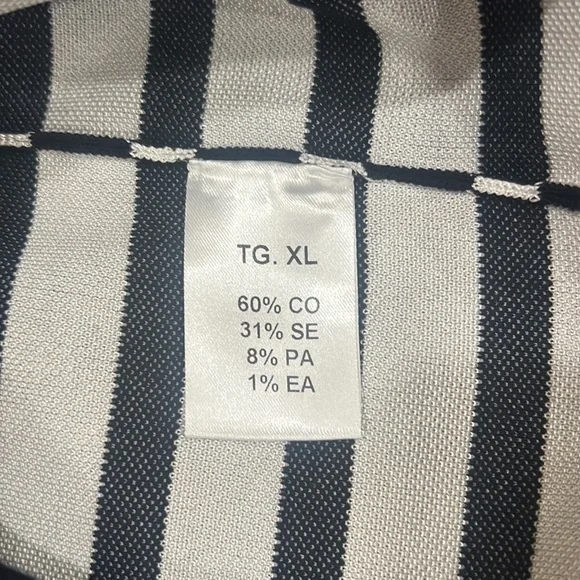 TG. XL
60% CO
31% SE
8% PA
1% EA